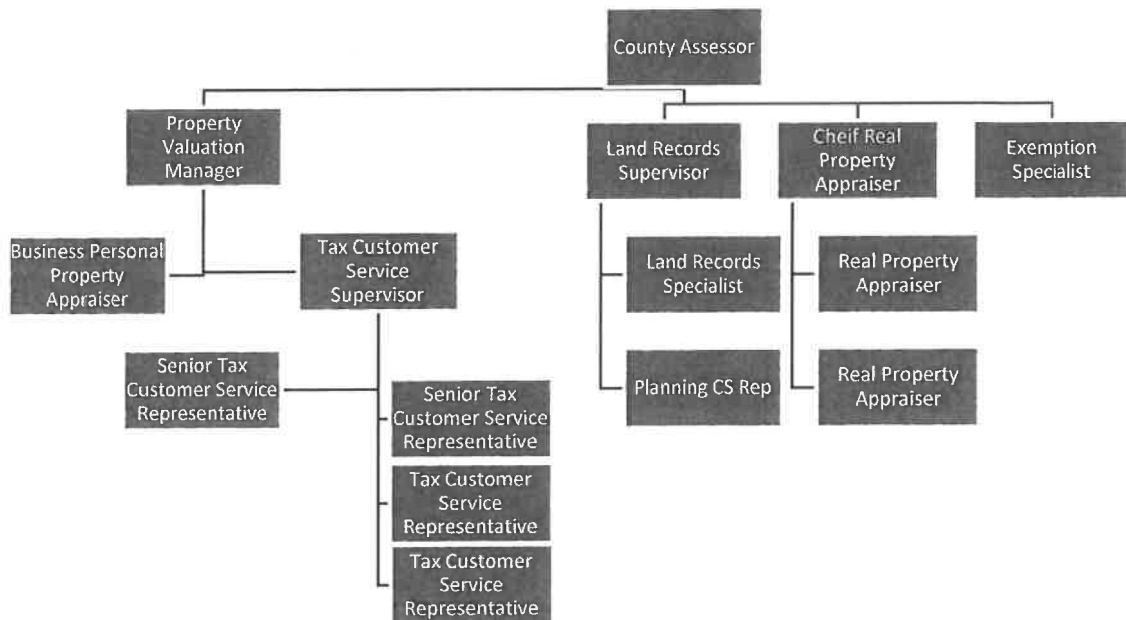 County Assessor
Property
Valuation
Manager
Land Records
Supervisor
Cheif Real
Property
Appraiser
Exemption
Specialist
Business Personal
Property
Appraiser
Tax Customer
Service
Supervisor
Land Records
Specialist
Real Property
Appraiser
Senior Tax
Customer Service
Representative
Senior Tax
Customer Service
Representative
Planning CS Rep
Real Property
Appraiser
Tax Customer
Service
Representative
Tax Customer
Service
Representative